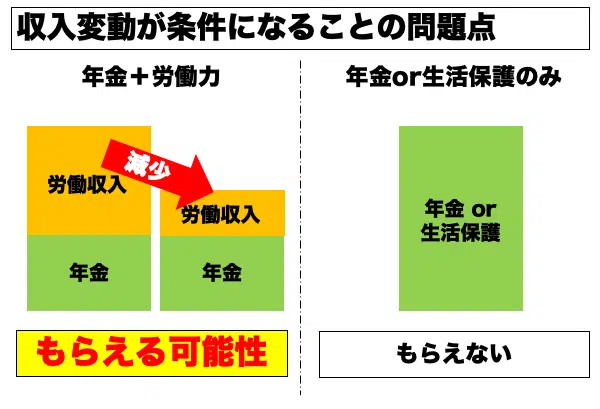 収入変動が条件になることの問題点
年金＋労働力
年金or生活保護のみ
労働収入
減少
労働収入
年金
年金
年金 or
生活保護
もらえる可能性
もらえない